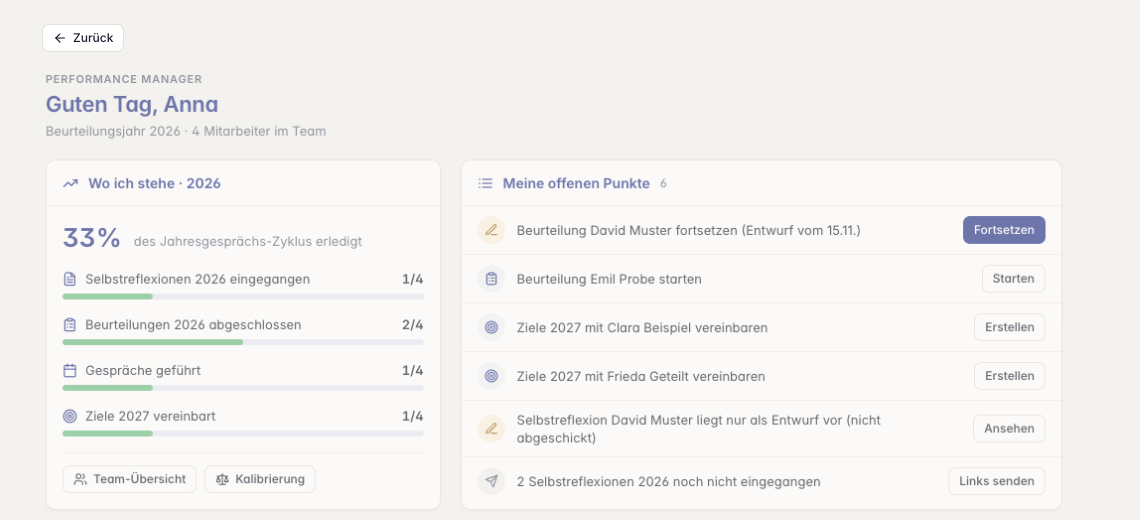 Zurück
PERFORMANCE MANAGER
Guten Tag, Anna
Beurteilungsjahr 2026 · 4 Mitarbeiter im Team
Wo ich stehe · 2026
33% des Jahresgesprächs-Zyklus erledigt
Selbstreflexionen 2026 eingegangen 1/4
Beurteilungen 2026 abgeschlossen 2/4
Gespräche geführt 1/4
Ziele 2027 vereinbart 1/4
Team-Übersicht Kalibrierung
Meine offenen Punkte 6
Beurteilung David Muster fortsetzen (Entwurf vom 15.11.) Fortsetzen
Beurteilung Emil Probe starten Starten
Ziele 2027 mit Clara Beispiel vereinbaren Erstellen
Ziele 2027 mit Frieda Geteilt vereinbaren Erstellen
Selbstreflexion David Muster liegt nur als Entwurf vor (nicht
abgeschickt) Ansehen
2 Selbstreflexionen 2026 noch nicht eingegangen Links senden